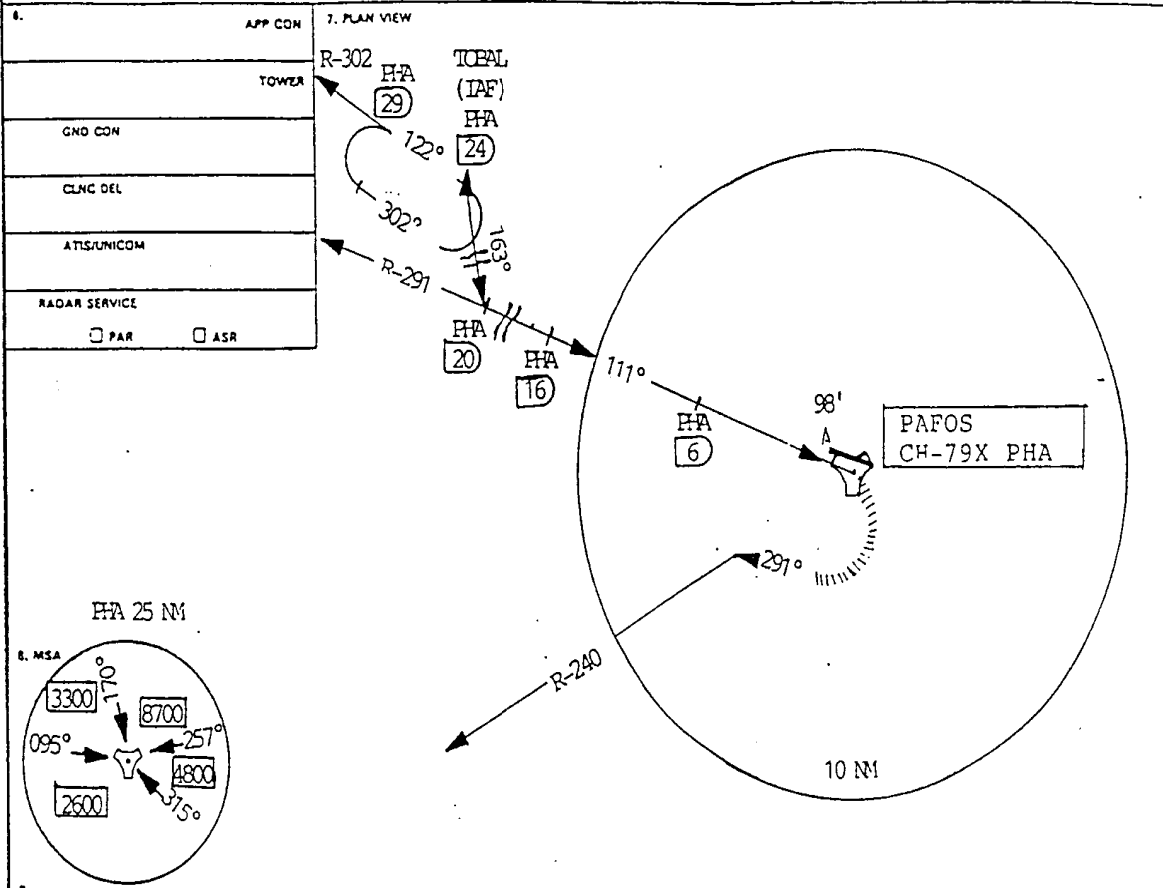 6.
APP CON
TOWER
GND CON
CLNC DEL
ATIS/UNICOM
RADAR SERVICE
PAR
ASR
7. PLAN VIEW
R-302
PHA
29
TOBAL
(IAF)
PHA
24
122°
302°
163°
R-291
PHA
20
PHA
16
111°
PHA
6
98'
PAFOS
CH-79X PHA
291°
R-240
10 NM
PHA 25 NM
8. MSA
170°
3300
8700
095°
257°
4800
2600
315°